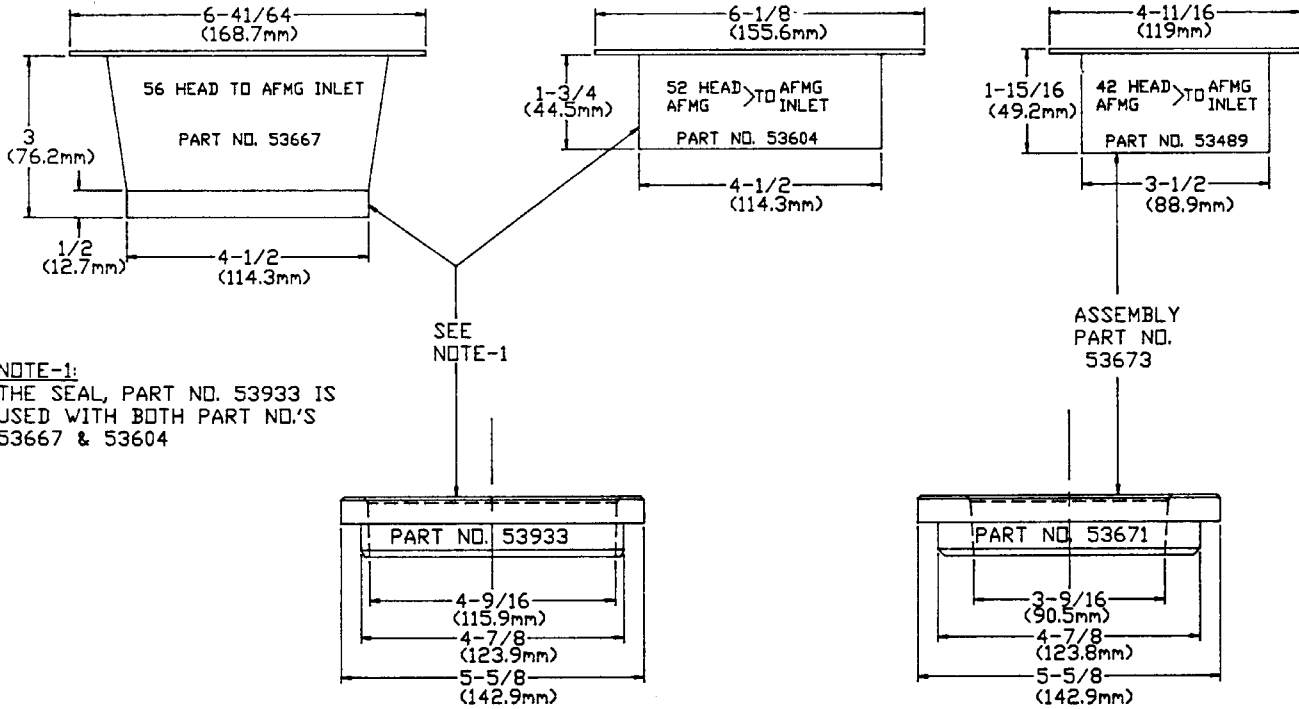 6-41/64
(168.7mm)
56 HEAD TO AFMG INLET
PART NO. 53667
3
(76.2mm)
1/2
(12.7mm)
4-1/2
(114.3mm)
6-1/8
(155.6mm)
1-3/4
(44.5mm)
52 HEAD
AFMG
>TO
AFMG
INLET
PART NO. 53604
4-1/2
(114.3mm)
4-11/16
(119mm)
1-15/16
(49.2mm)
42 HEAD
AFMG
>TO
AFMG
INLET
PART NO. 53489
3-1/2
(88.9mm)
SEE
NOTE-1
ASSEMBLY
PART NO.
53673
NOTE-1:
THE SEAL, PART NO. 53933 IS
USED WITH BOTH PART NO.'S
53667 & 53604
PART NO. 53933
4-9/16
(115.9mm)
4-7/8
(123.9mm)
5-5/8
(142.9mm)
PART NO. 53671
3-9/16
(90.5mm)
4-7/8
(123.8mm)
5-5/8
(142.9mm)